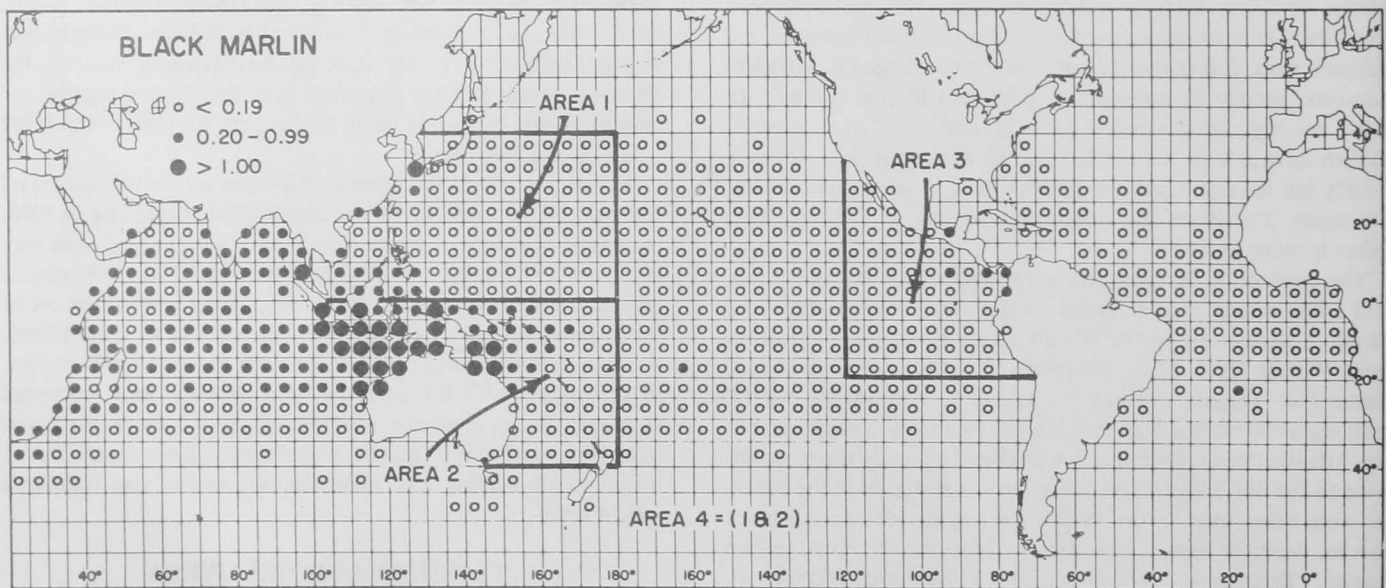 BLACK MARLIN
○ < 0.19
● 0.20-0.99
● > 1.00
AREA 1
AREA 3
AREA 2
AREA 4 = (1 & 2)
40°
20°
0°
20°
40°
40° 60° 80° 100° 120° 140° 160° 180° 160° 140° 120° 100° 80° 60° 40° 20° 0°